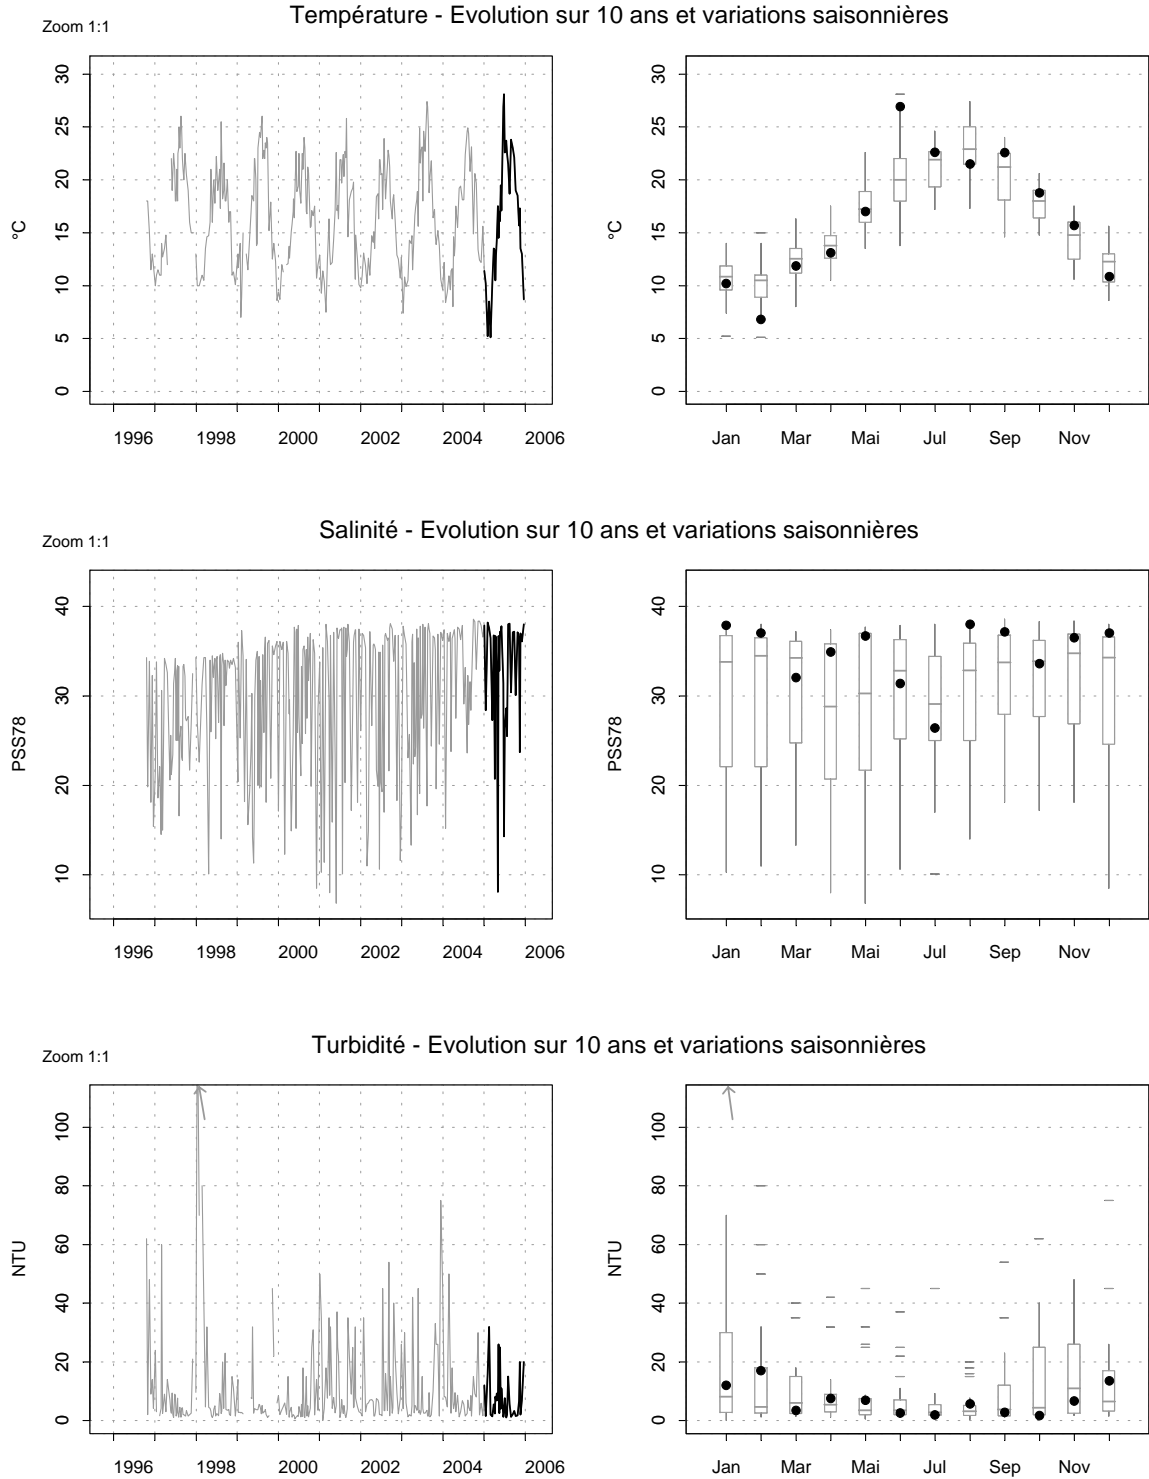 Température - Evolution sur 10 ans et variations saisonnières
Zoom 1:1
°C
0 5 10 15 20 25 30
1996 1998 2000 2002 2004 2006
°C
0 5 10 15 20 25 30
Jan Mar Mai Jul Sep Nov
Salinité - Evolution sur 10 ans et variations saisonnières
Zoom 1:1
PSS78
10 20 30 40
1996 1998 2000 2002 2004 2006
PSS78
10 20 30 40
Jan Mar Mai Jul Sep Nov
Turbidité - Evolution sur 10 ans et variations saisonnières
Zoom 1:1
NTU
0 20 40 60 80 100
1996 1998 2000 2002 2004 2006
NTU
0 20 40 60 80 100
Jan Mar Mai Jul Sep Nov